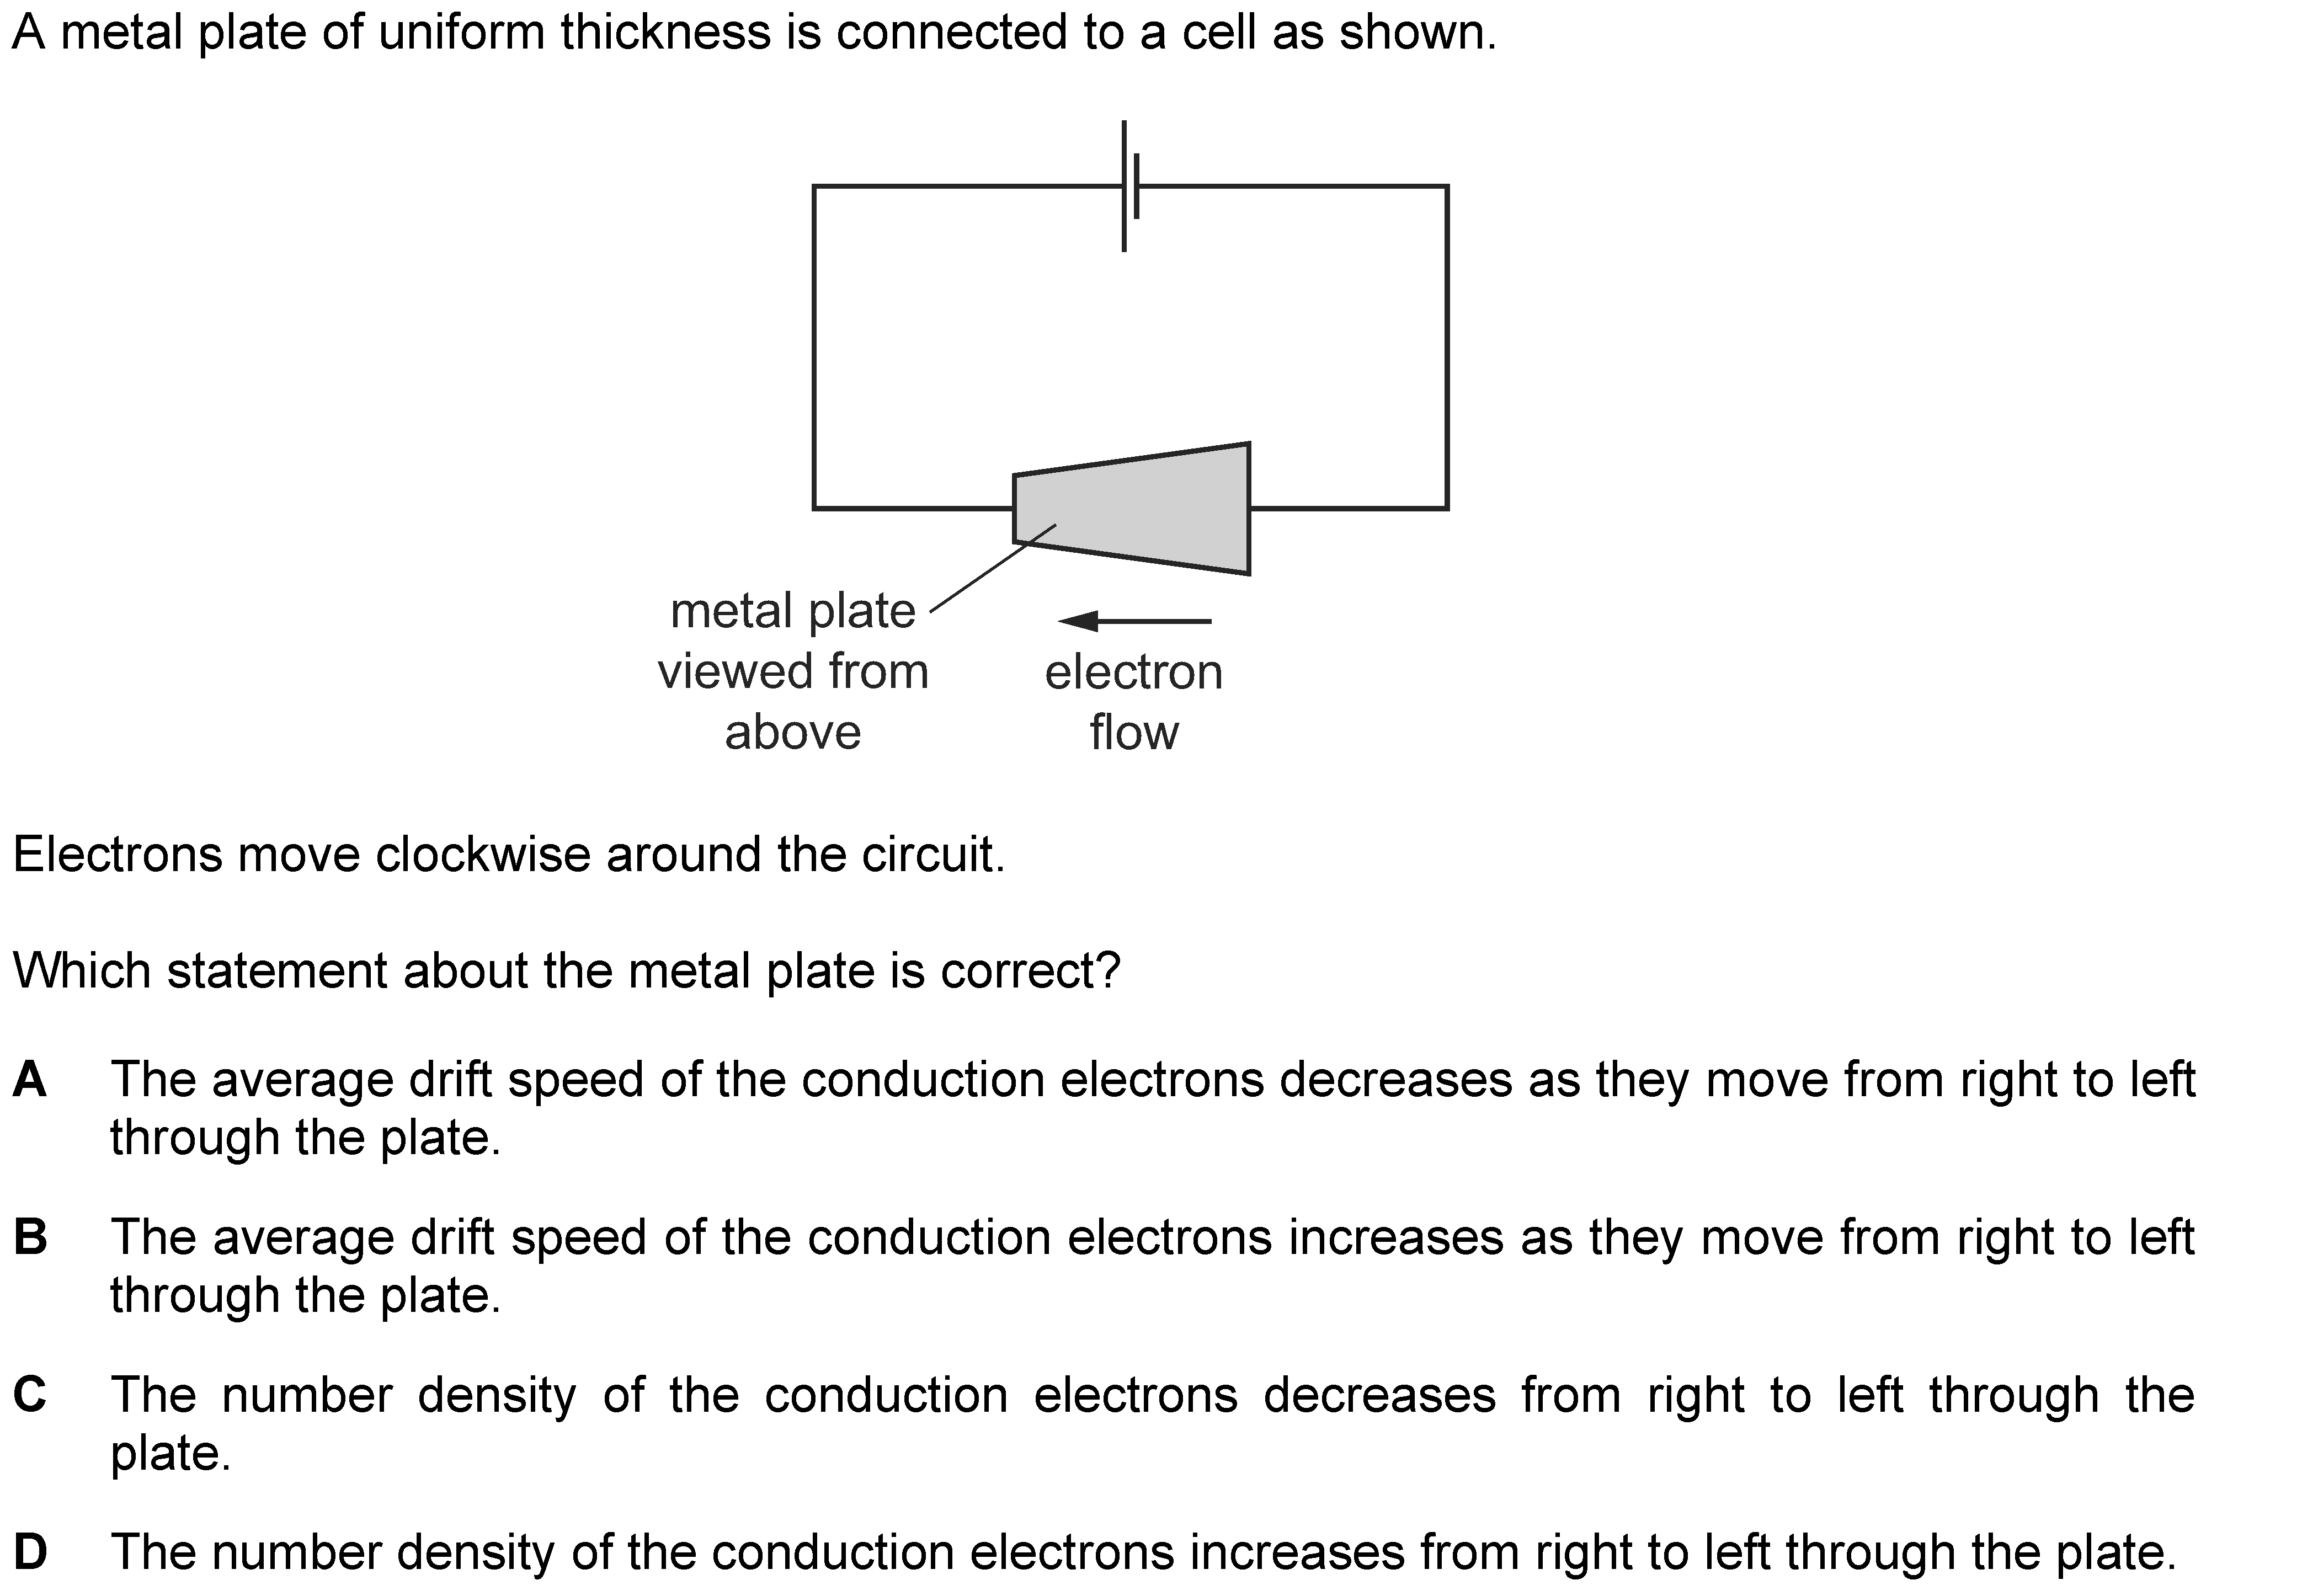 A metal plate of uniform thickness is connected to a cell as shown.
metal plate
viewed from
above
electron
flow
Electrons move clockwise around the circuit.
Which statement about the metal plate is correct?
A The average drift speed of the conduction electrons decreases as they move from right to left
through the plate.
B The average drift speed of the conduction electrons increases as they move from right to left
through the plate.
C The number density of the conduction electrons decreases from right to left through the
plate.
D The number density of the conduction electrons increases from right to left through the plate.